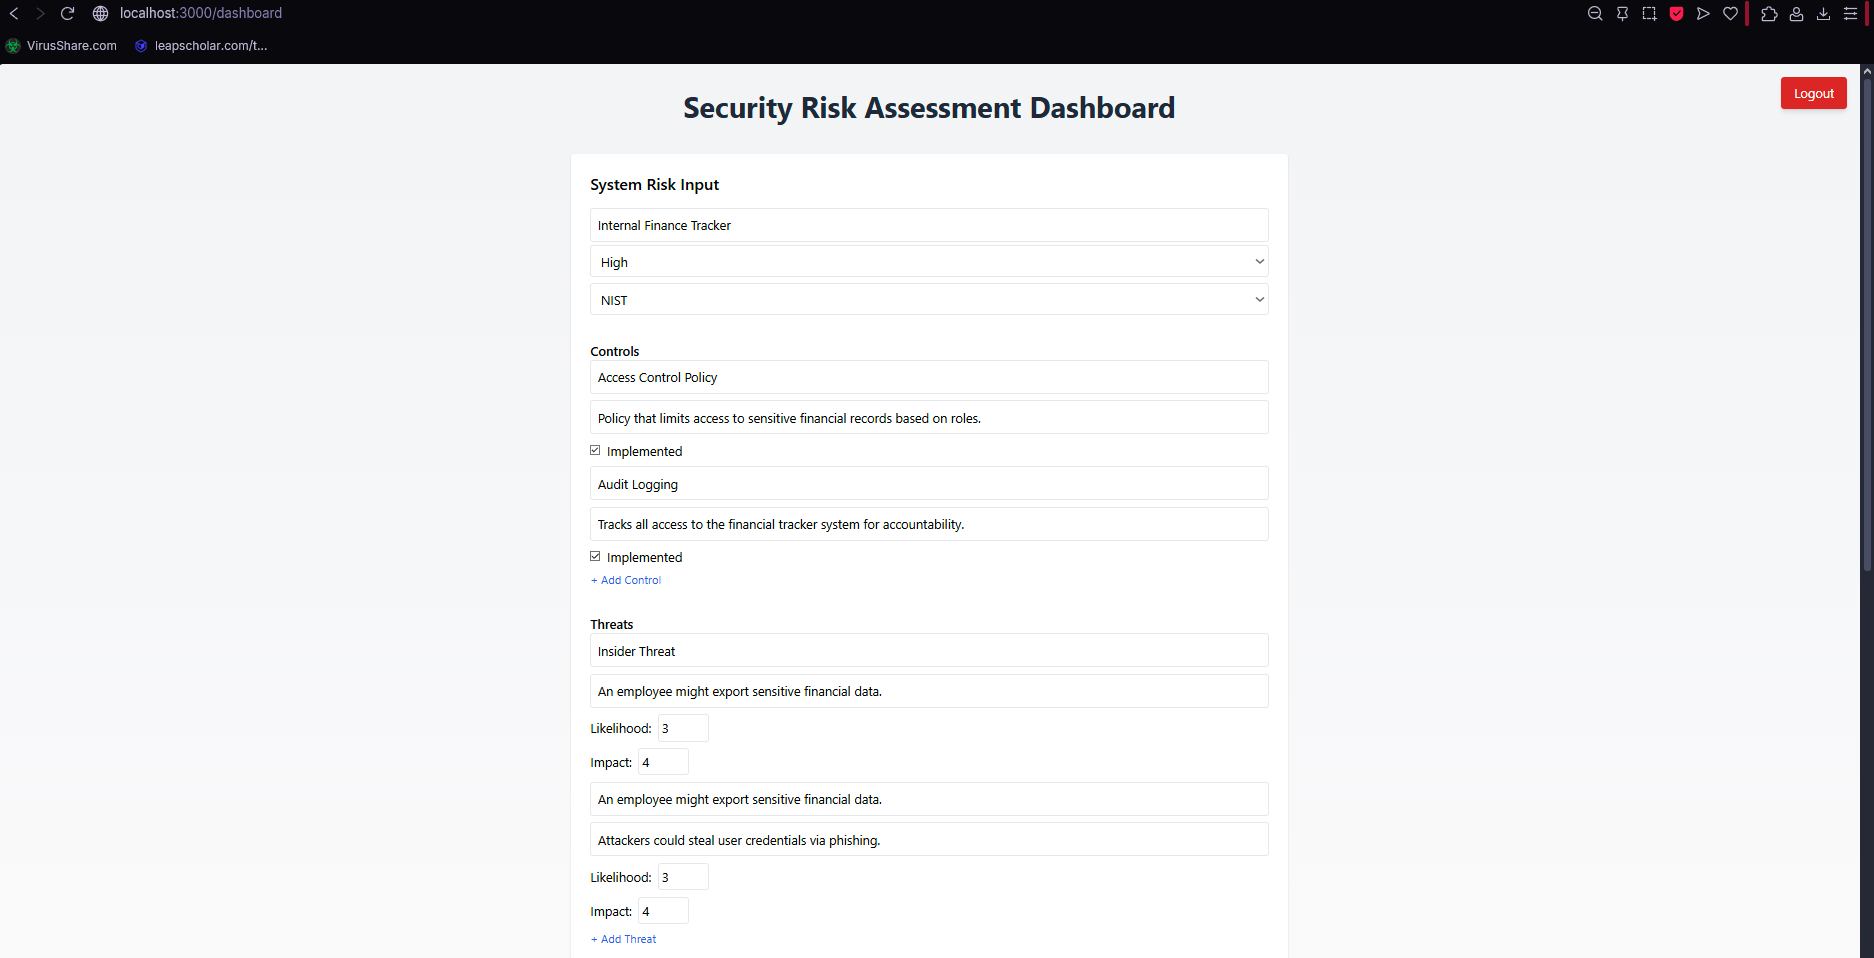 localhost:3000/dashboard
VirusShare.com
leapscholar.com/t...
Logout
Security Risk Assessment Dashboard
System Risk Input
Internal Finance Tracker
High
NIST
Controls
Access Control Policy
Policy that limits access to sensitive financial records based on roles.
Implemented
Audit Logging
Tracks all access to the financial tracker system for accountability.
Implemented
+ Add Control
Threats
Insider Threat
An employee might export sensitive financial data.
Likelihood: 3
Impact: 4
An employee might export sensitive financial data.
Attackers could steal user credentials via phishing.
Likelihood: 3
Impact: 4
+ Add Threat